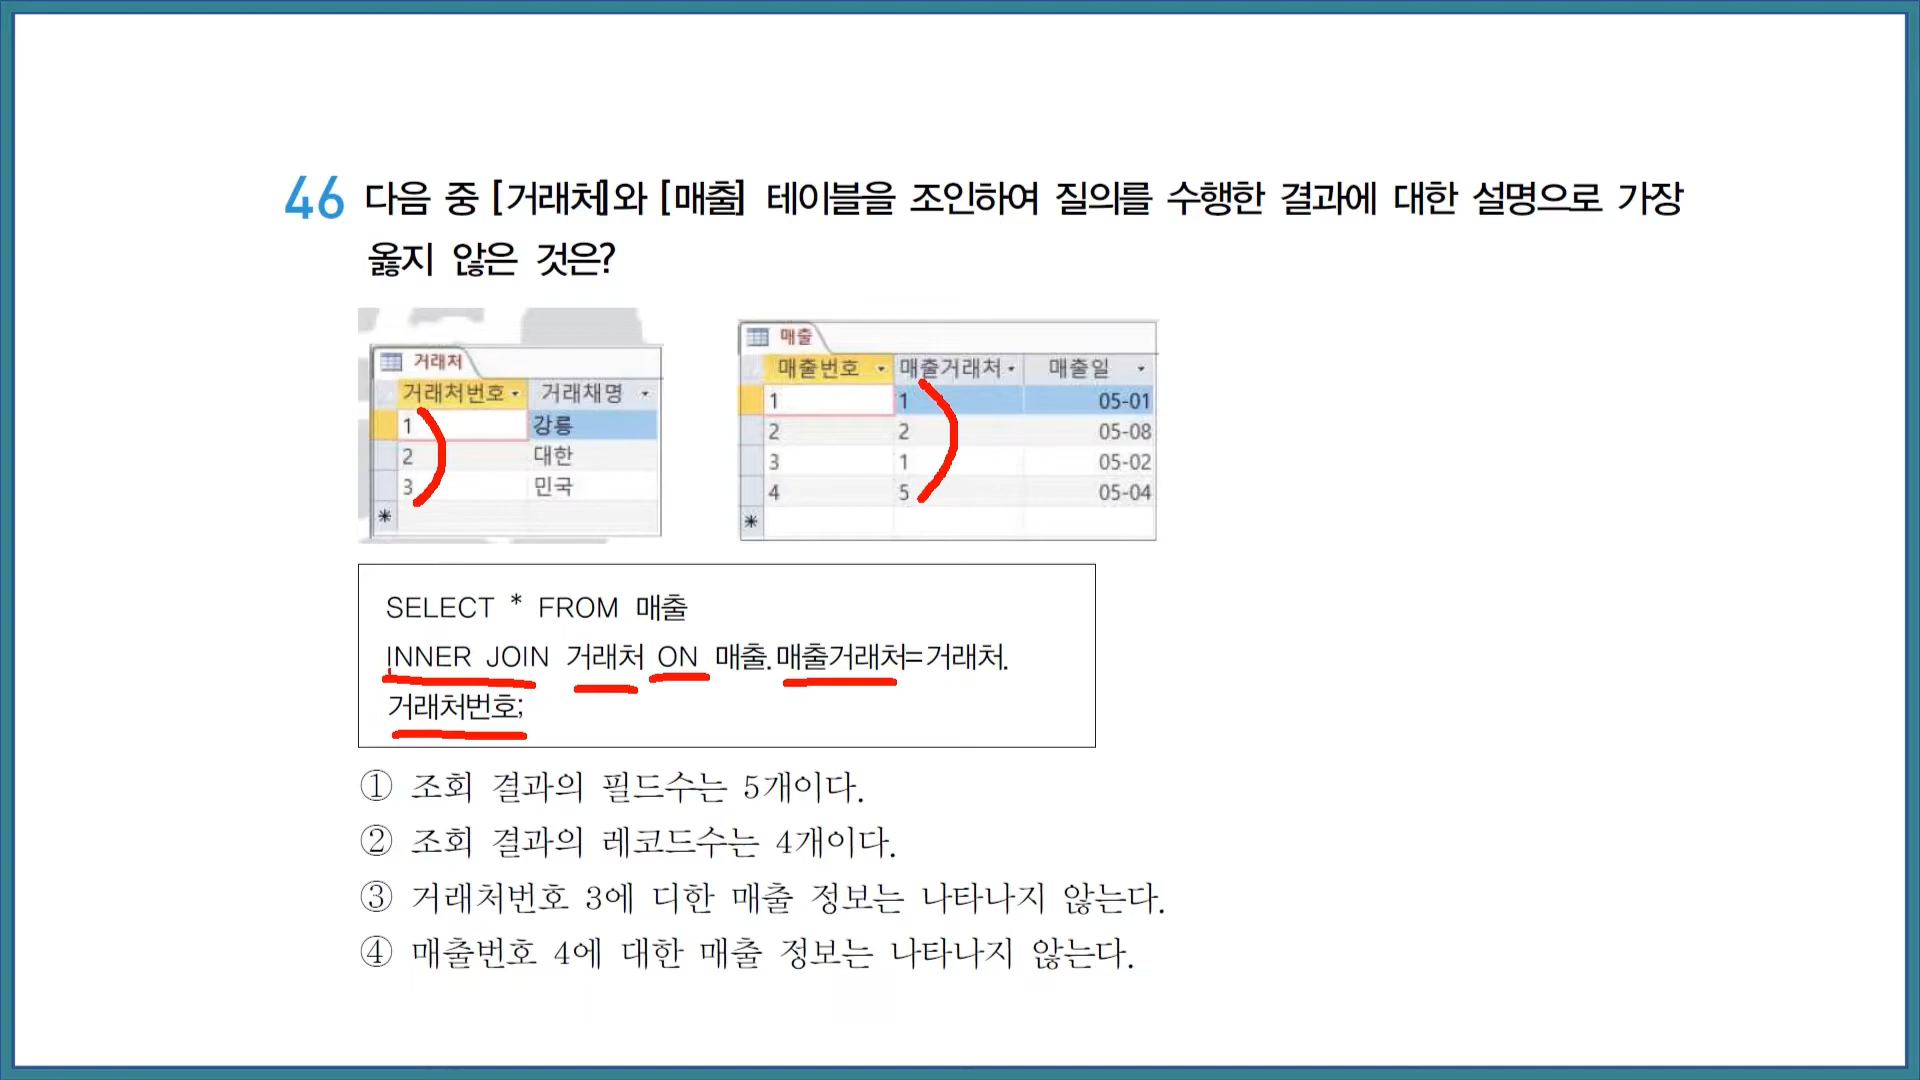 46 다음 중 [거래처]와 [매출] 테이블을 조인하여 질의를 수행한 결과에 대한 설명으로 가장
옳지 않은 것은?
거래처
거래처번호 거래채명
1 강릉
2 대한
3 민국
*
매출
매출번호 매출거래처 매출일
1 1 05-01
2 2 05-08
3 1 05-02
4 5 05-04
*
SELECT * FROM 매출
INNER JOIN 거래처 ON 매출.매출거래처=거래처.
거래처번호;
① 조회 결과의 필드수는 5개이다.
② 조회 결과의 레코드수는 4개이다.
③ 거래처번호 3에 디한 매출 정보는 나타나지 않는다.
④ 매출번호 4에 대한 매출 정보는 나타나지 않는다.